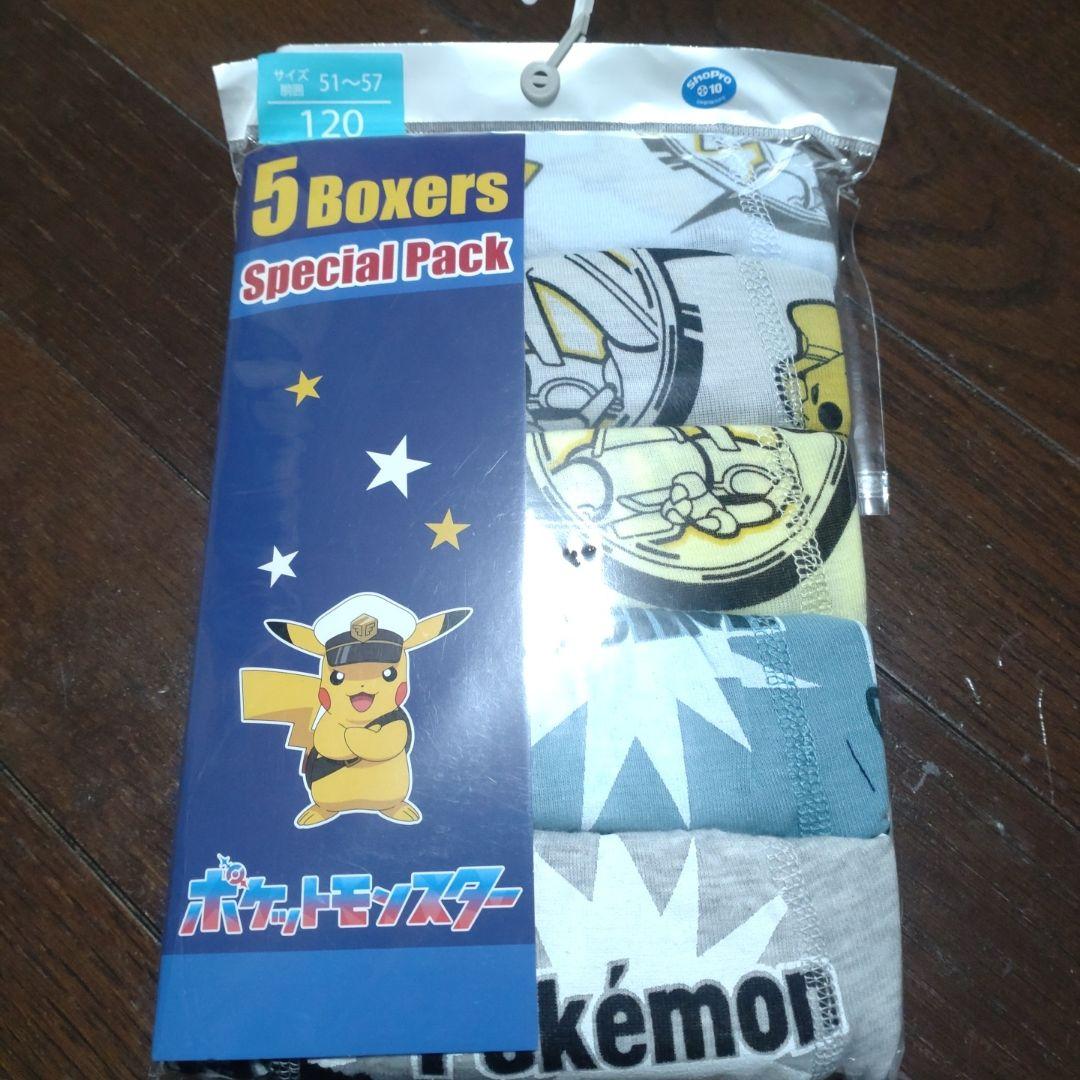 サイズ
胴囲 51～57
120
ShoPro
10
5 Boxers
Special Pack
ポケットモンスター
Pokémon